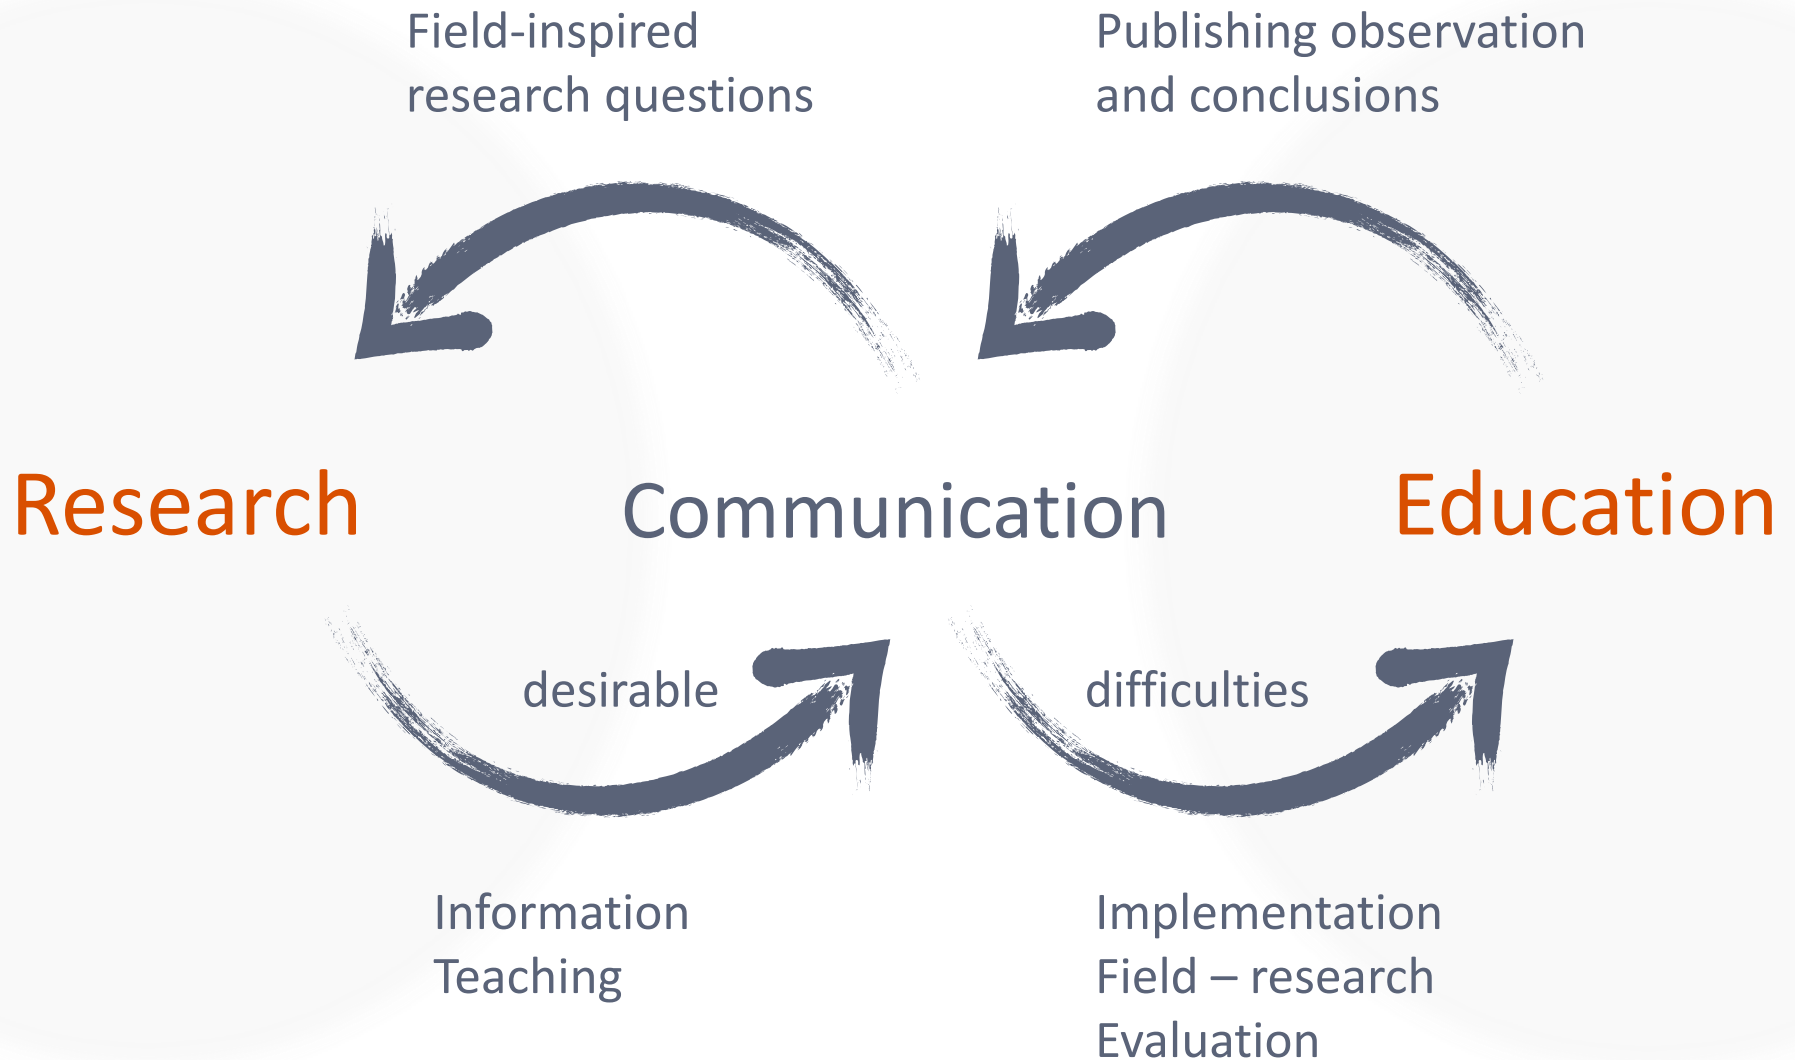 Field-inspired
research questions
Publishing observation
and conclusions
Research
Communication
Education
desirable
difficulties
Information
Teaching
Implementation
Field – research
Evaluation